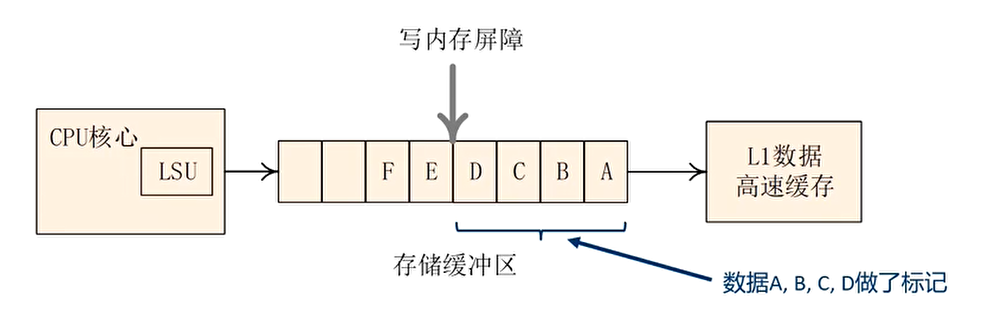 写内存屏障
CPU核心
LSU
F E D C B A
L1数据
高速缓存
存储缓冲区
数据A, B, C, D做了标记